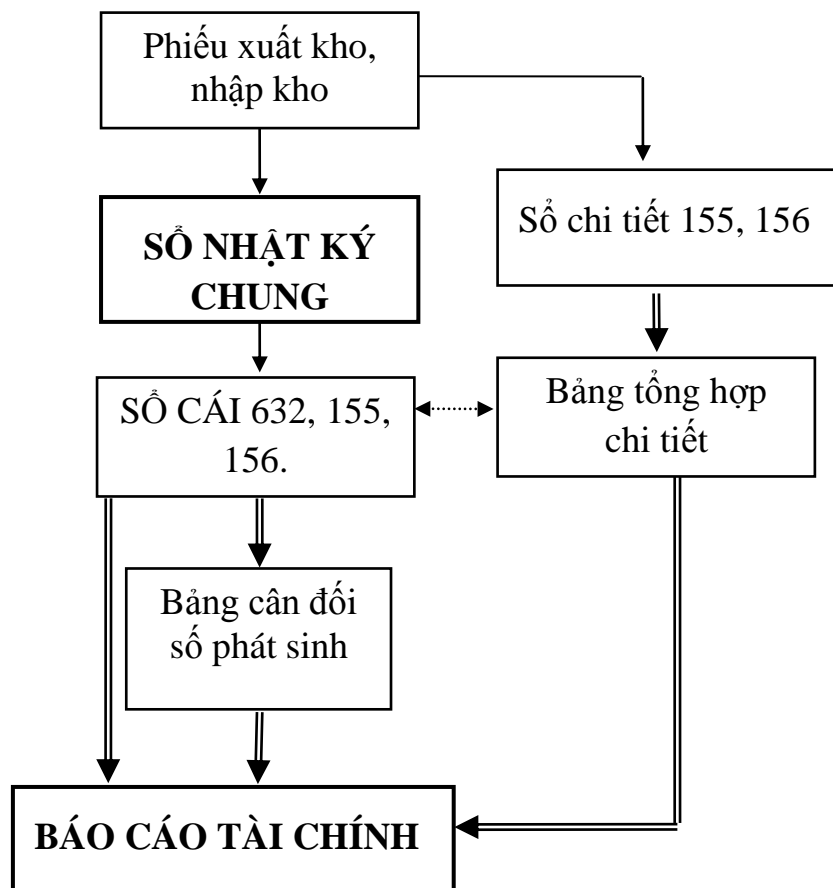 Phiếu xuất kho,
nhập kho
Sổ chi tiết 155, 156
SỔ NHẬT KÝ
CHUNG
SỔ CÁI 632, 155,
156.
Bảng tổng hợp
chi tiết
Bảng cân đối
số phát sinh
BÁO CÁO TÀI CHÍNH